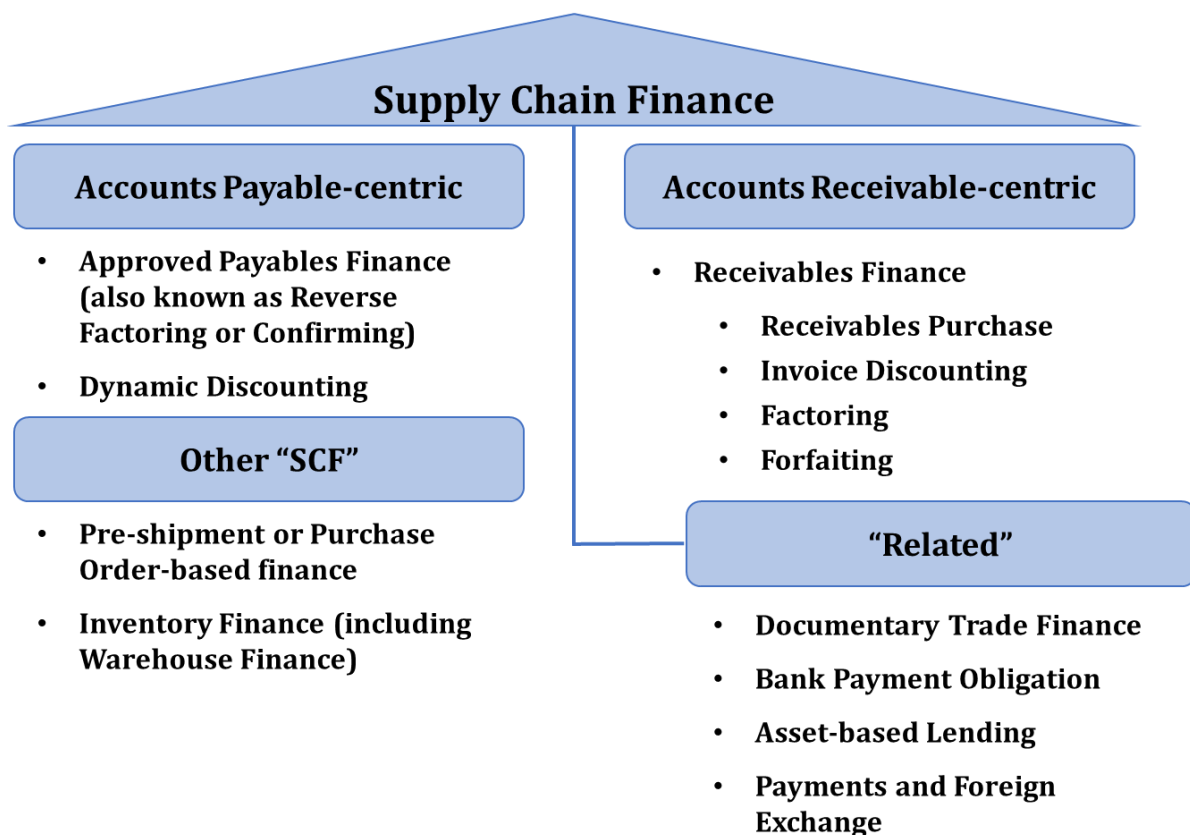 Supply Chain Finance
Accounts Payable-centric
• Approved Payables Finance
(also known as Reverse
Factoring or Confirming)
• Dynamic Discounting
Other “SCF”
• Pre-shipment or Purchase
Order-based finance
• Inventory Finance (including
Warehouse Finance)
Accounts Receivable-centric
• Receivables Finance
• Receivables Purchase
• Invoice Discounting
• Factoring
• Forfaiting
“Related”
• Documentary Trade Finance
• Bank Payment Obligation
• Asset-based Lending
• Payments and Foreign
Exchange